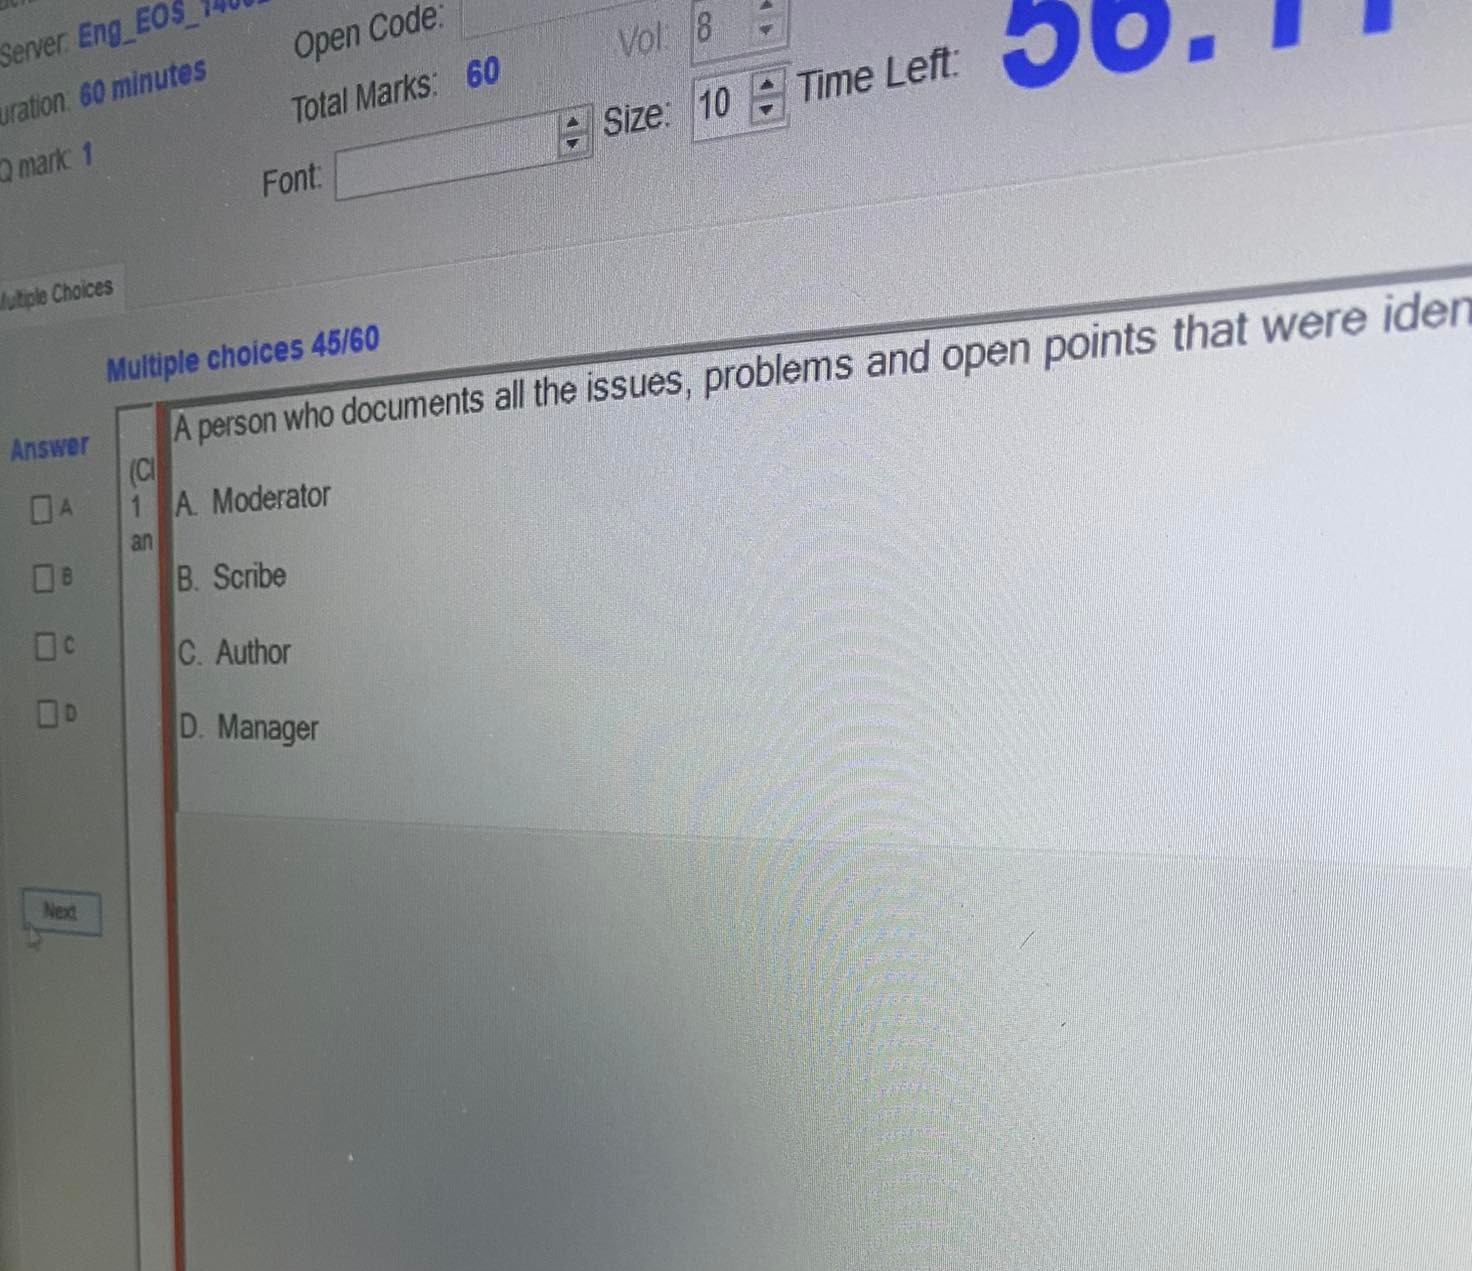 Server: Eng_EOS_
Open Code:
Vol: 8
60 minutes
Total Marks: 60
Size: 10
Time Left:
Q mark: 1
Font:
Multiple Choices
Multiple choices 45/60
A person who documents all the issues, problems and open points that were iden
Answer
(Cl
1
an
A
B
C
D
A. Moderator
B. Scribe
C. Author
D. Manager
Next